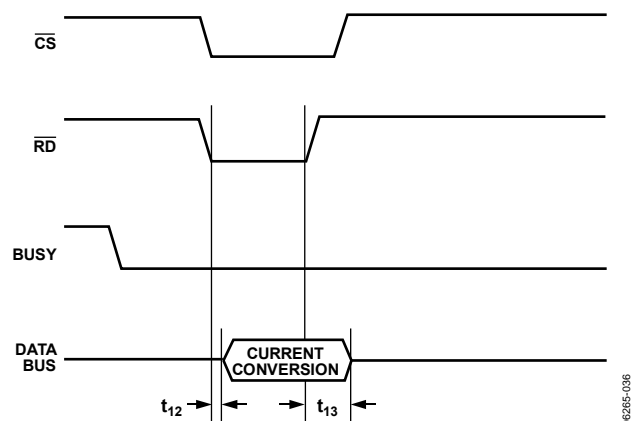 CS
RD
BUSY
DATA
BUS
CURRENT
CONVERSION
t12
t13
06265-036